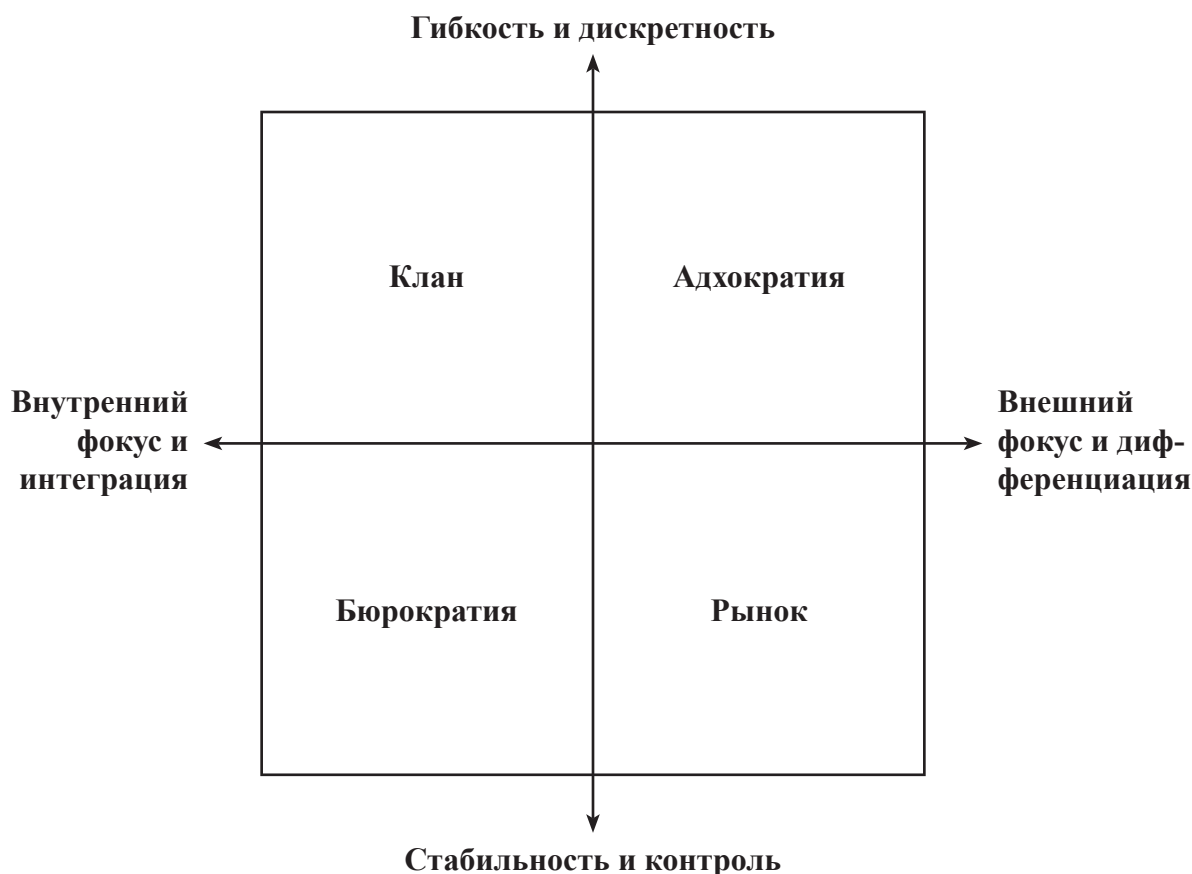 Гибкость и дискретность
Клан
Адхократия
Внутренний
фокус и
интеграция
Внешний
фокус и диф-
ференциация
Бюрократия
Рынок
Стабильность и контроль